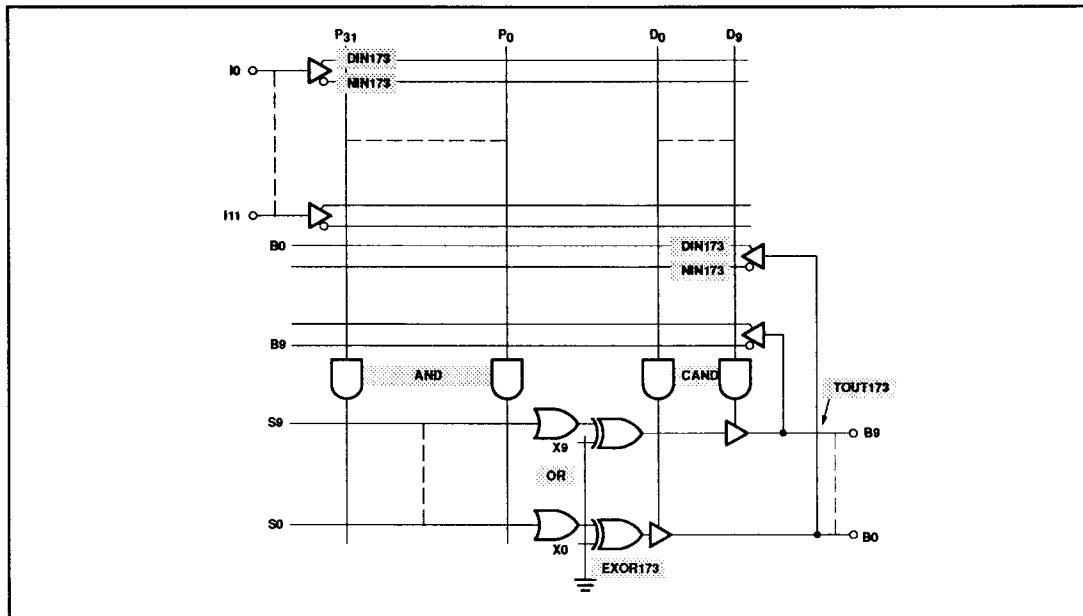 P31 P0 D0 D9
DIN173
I0
NIN173
I11
B0 DIN173
NIN173
B9
AND CAND
TOUT173
S9 B9
X9
OR
S0 B0
X0
EXOR173